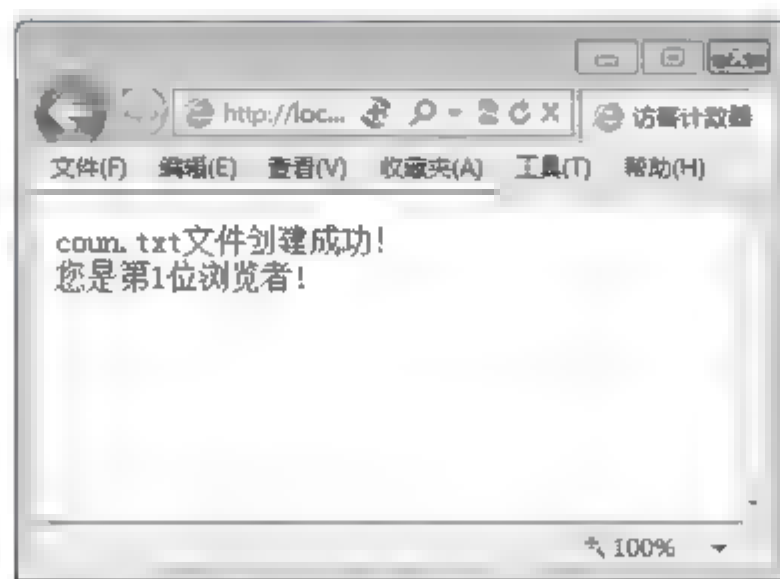 http://loc... 访客计数器
文件(F) 编辑(E) 查看(V) 收藏夹(A) 工具(T) 帮助(H)
coun.txt文件创建成功!
您是第1位浏览者!
100%